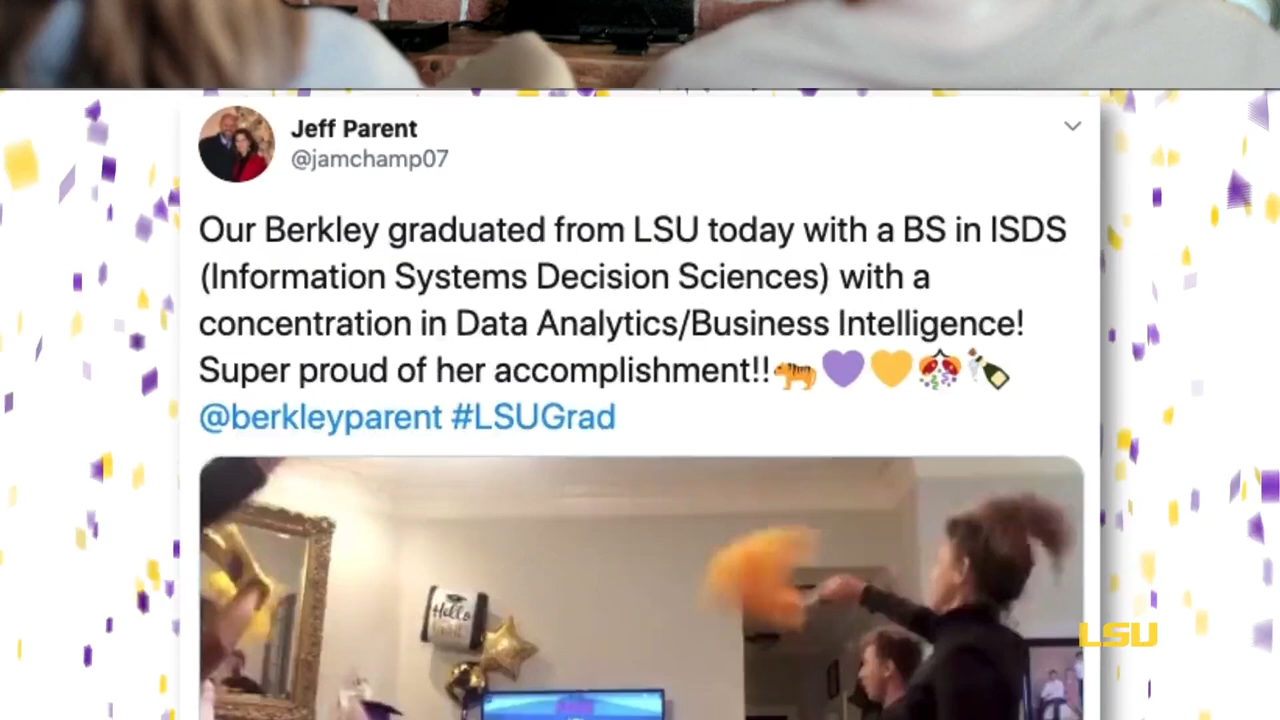 Jeff Parent
@jamchamp07
Our Berkley graduated from LSU today with a BS in ISDS
(Information Systems Decision Sciences) with a
concentration in Data Analytics/Business Intelligence!
Super proud of her accomplishment!!🐅💜💛🎊🍾
@berkleyparent #LSUGrad
Hello
LSU